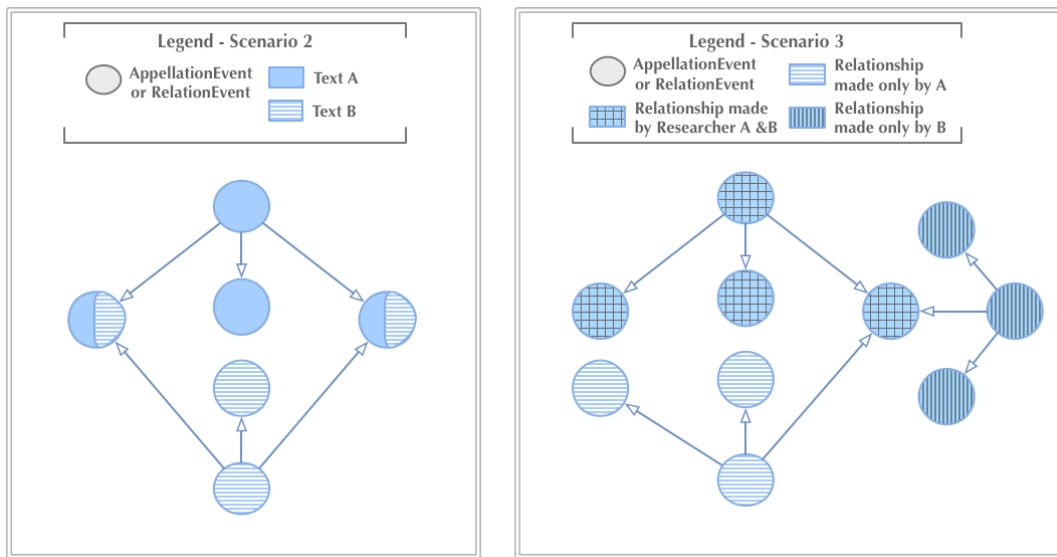 Legend - Scenario 2
AppellationEvent
or RelationEvent
Text A
Text B
Legend - Scenario 3
AppellationEvent
or RelationEvent
Relationship
made only by A
Relationship made
by Researcher A &B
Relationship
made only by B